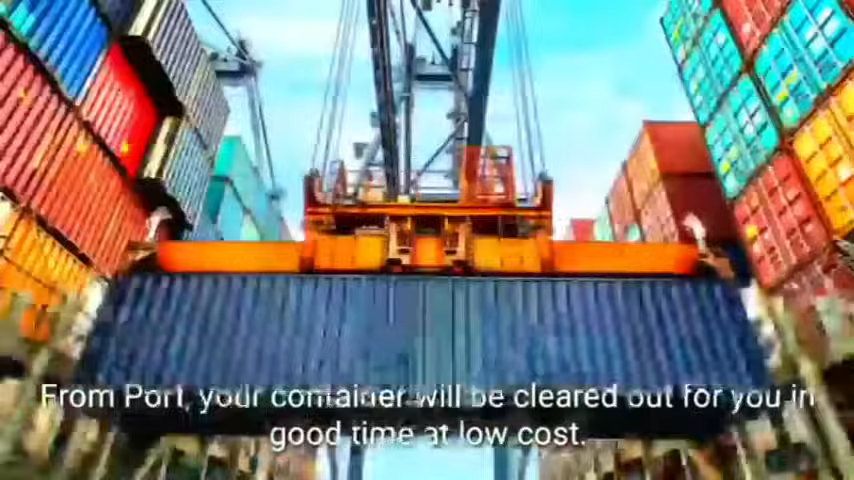 From Port, your container will be cleared out for you in
good time at low cost.